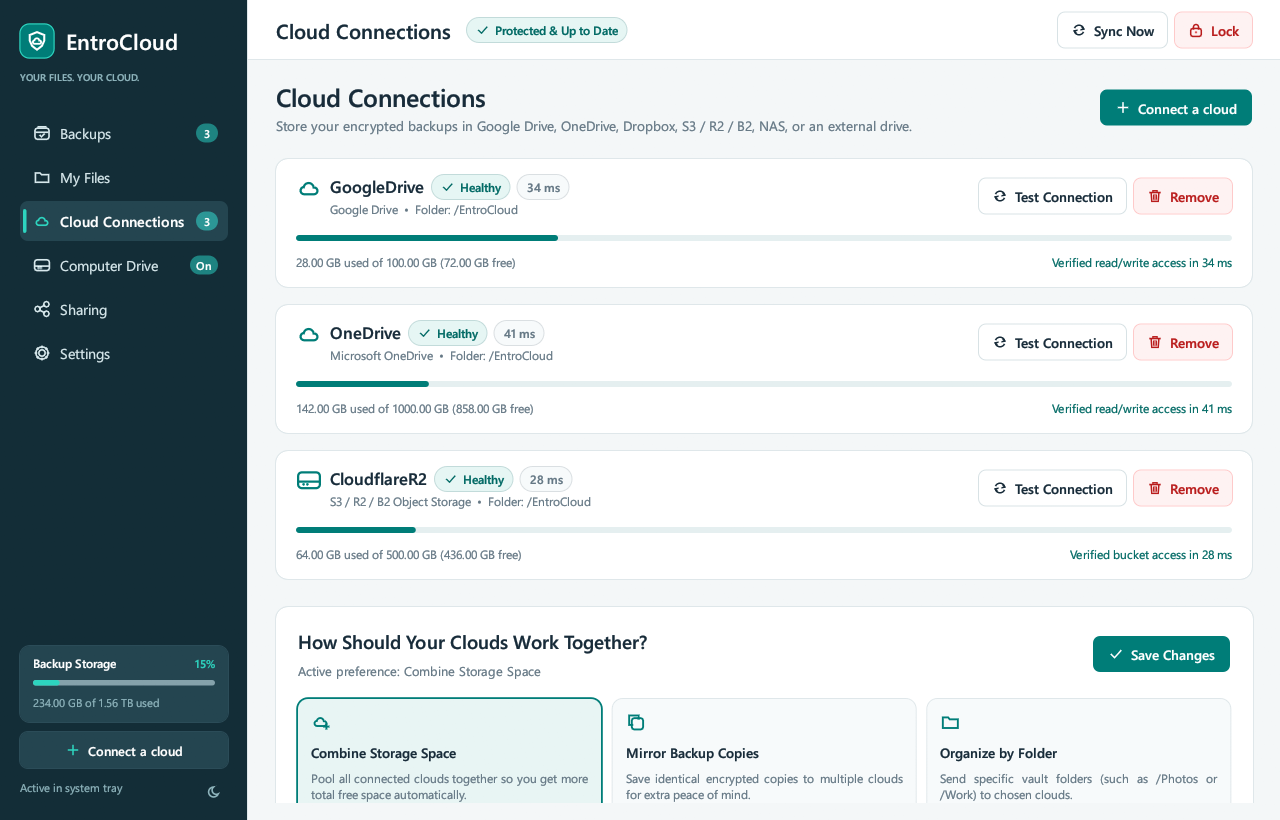 EntroCloud
YOUR FILES. YOUR CLOUD.
Backups 3
My Files
Cloud Connections 3
Computer Drive On
Sharing
Settings
Backup Storage 15%
234.00 GB of 1.56 TB used
Connect a cloud
Active in system tray
Cloud Connections Protected & Up to Date Sync Now Lock
Cloud Connections
Store your encrypted backups in Google Drive, OneDrive, Dropbox, S3 / R2 / B2, NAS, or an external drive.
Connect a cloud
GoogleDrive Healthy 34 ms
Google Drive • Folder: /EntroCloud
Test Connection Remove
28.00 GB used of 100.00 GB (72.00 GB free) Verified read/write access in 34 ms
OneDrive Healthy 41 ms
Microsoft OneDrive • Folder: /EntroCloud
Test Connection Remove
142.00 GB used of 1000.00 GB (858.00 GB free) Verified read/write access in 41 ms
CloudflareR2 Healthy 28 ms
S3 / R2 / B2 Object Storage • Folder: /EntroCloud
Test Connection Remove
64.00 GB used of 500.00 GB (436.00 GB free) Verified bucket access in 28 ms
How Should Your Clouds Work Together?
Active preference: Combine Storage Space
Save Changes
Combine Storage Space
Pool all connected clouds together so you get more
total free space automatically.
Mirror Backup Copies
Save identical encrypted copies to multiple clouds
for extra peace of mind.
Organize by Folder
Send specific vault folders (such as /Photos or
/Work) to chosen clouds.